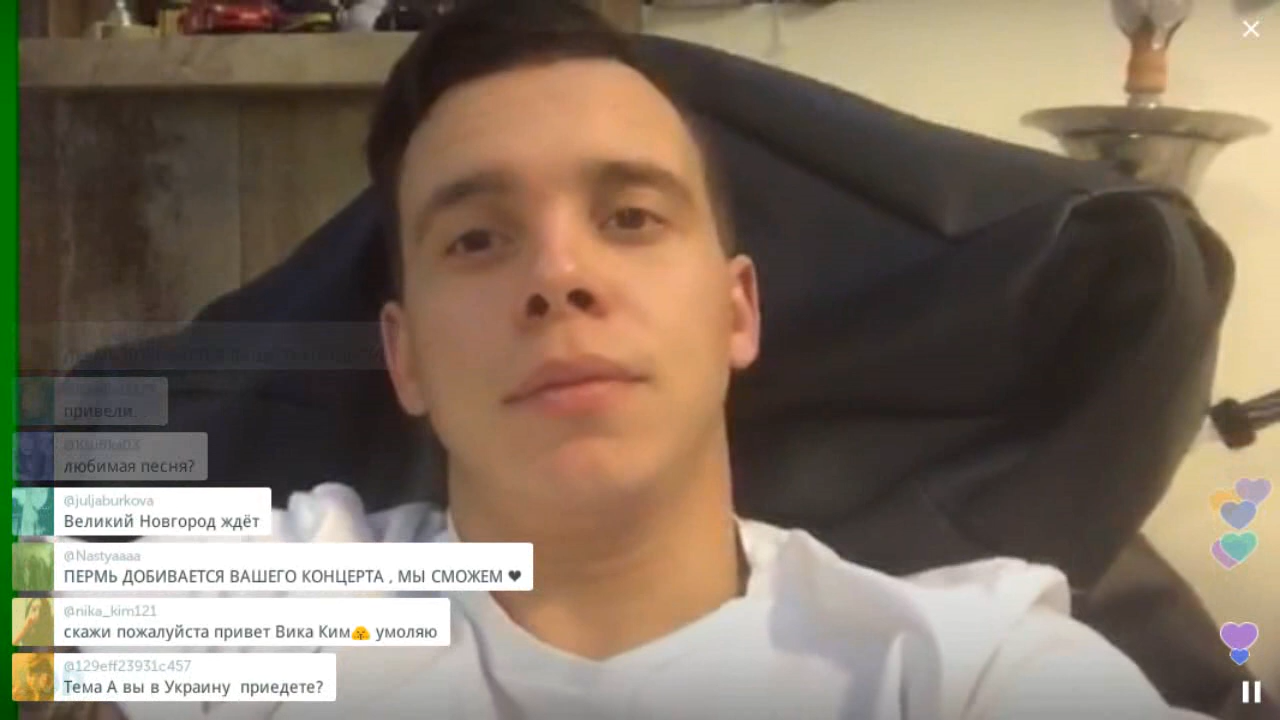 привели.
любимая песня?
@juljaburkova
Великий Новгород ждёт
@Nastyaaaa
ПЕРМЬ ДОБИВАЕТСЯ ВАШЕГО КОНЦЕРТА , МЫ СМОЖЕМ ❤
@nika_kim121
скажи пожалуйста привет Вика Ким🤗 умоляю
@129eff23931c457
Тема А вы в Украину приедете?